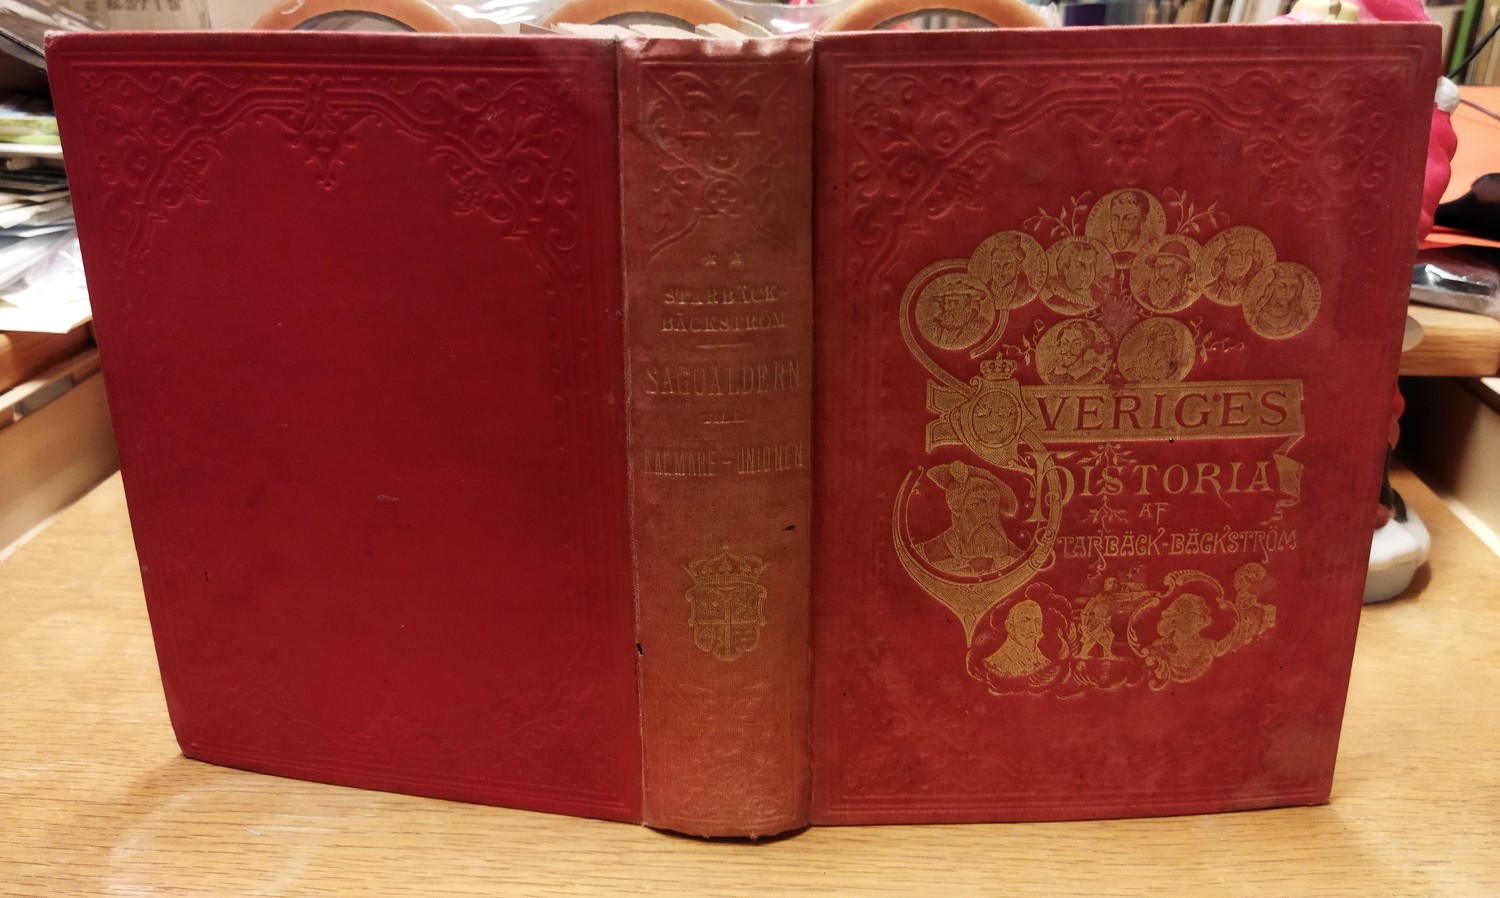 STARBÄCK-
BÄCKSTRÖM
SAGOÅLDERN
TILL
KALMARE-UNIONEN
SVERIGES
HISTORIA
AF
STARBÄCK-BÄCKSTRÖM